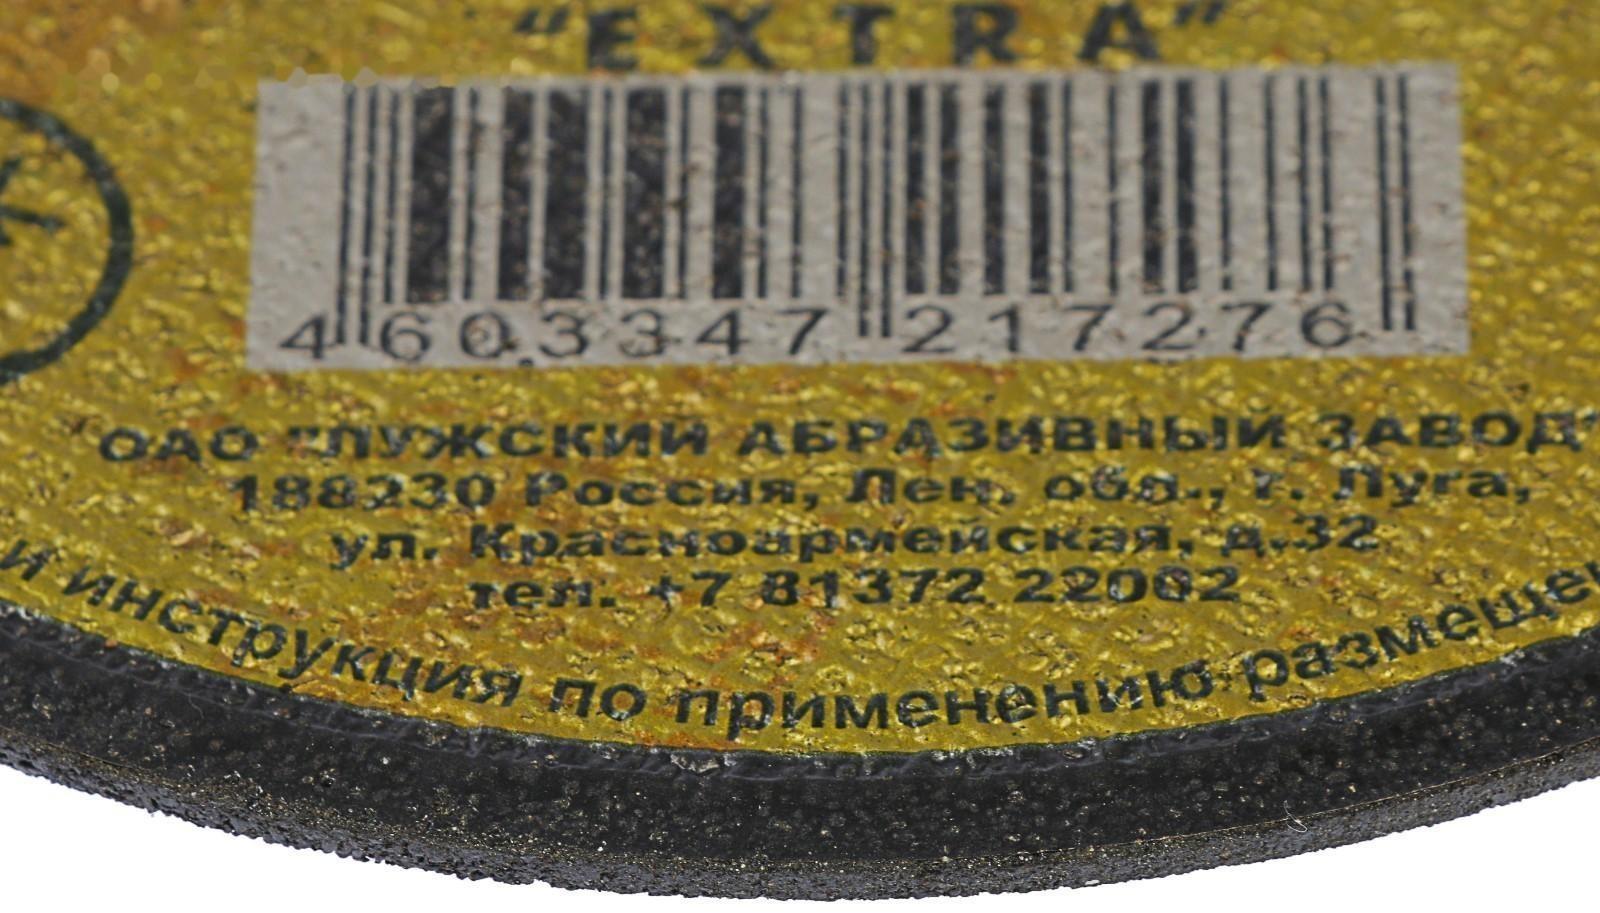 "EXTRA"
4 603347 217276
ОАО "ЛУЖСКИЙ АБРАЗИВНЫЙ ЗАВОД"
188230 Россия, Лен. обл., г. Луга,
ул. Красноармейская, д.32
тел. +7 81372 22002
и инструкция по применению